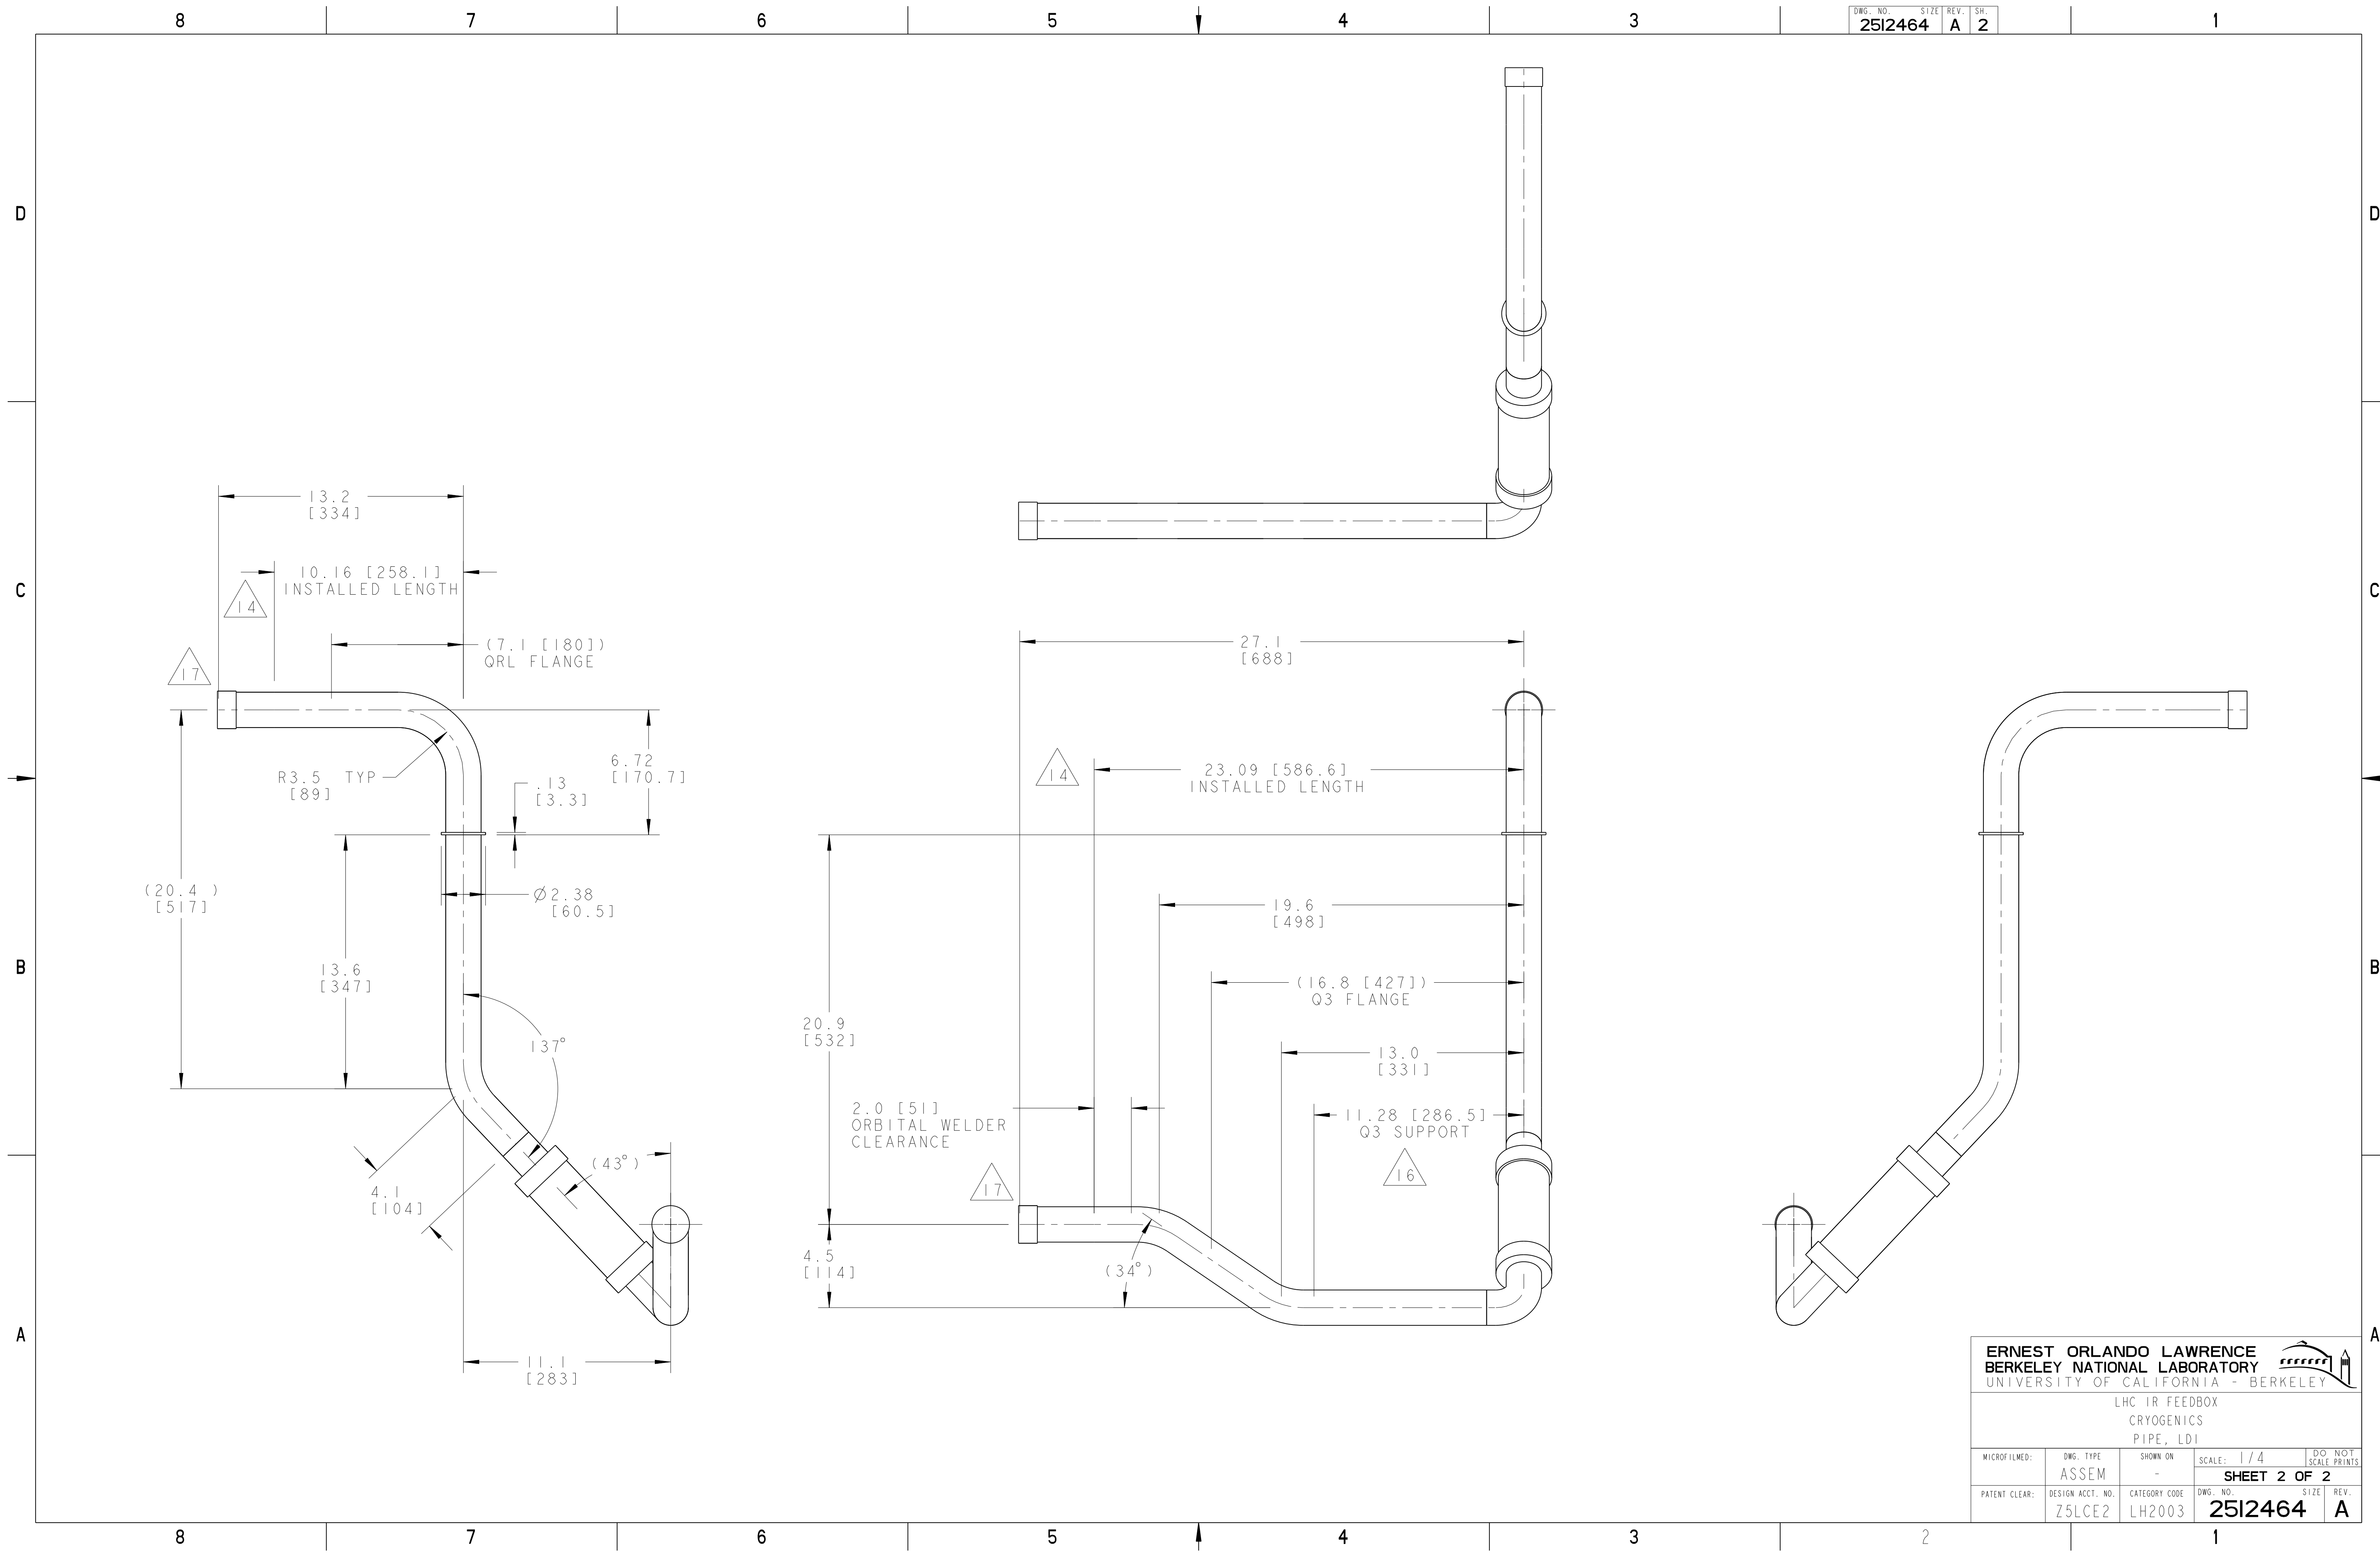 8 7 6 5 4 3 1
DWG. NO. SIZE REV. SH.
2512464 A 2
D D
13.2
[334]
10.16 [258.1]
INSTALLED LENGTH
14
(7.1 [180])
QRL FLANGE
17
R3.5 TYP
[89]
6.72
[170.7]
.13
[3.3]
(20.4 )
[517]
Ø2.38
[60.5]
13.6
[347]
137°
(43°)
4.1
[104]
11.1
[283]
C C
27.1
[688]
14
23.09 [586.6]
INSTALLED LENGTH
19.6
[498]
(16.8 [427])
Q3 FLANGE
20.9
[532]
13.0
[331]
2.0 [51]
ORBITAL WELDER
CLEARANCE
11.28 [286.5]
Q3 SUPPORT
16
17
4.5
[114]
(34°)
B B
A A
ERNEST ORLANDO LAWRENCE
BERKELEY NATIONAL LABORATORY
UNIVERSITY OF CALIFORNIA - BERKELEY
LHC IR FEEDBOX
CRYOGENICS
PIPE, LD1
MICROFILMED: DWG. TYPE SHOWN ON SCALE: 1/4 DO NOT
SCALE PRINTS
ASSEM - SHEET 2 OF 2
PATENT CLEAR: DESIGN ACCT. NO. CATEGORY CODE DWG. NO. SIZE REV.
Z5LCE2 LH2003 2512464 A
8 7 6 5 4 3 2 1